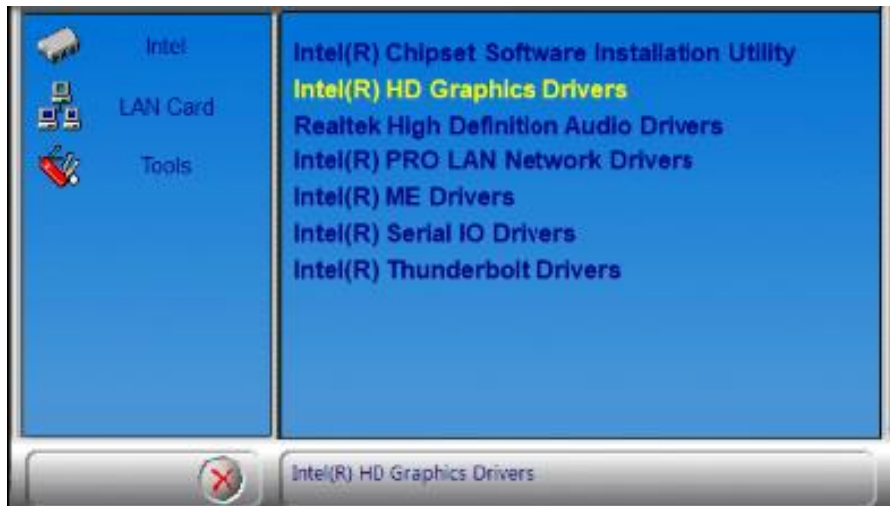 Intel
LAN Card
Tools
Intel(R) Chipset Software Installation Utility
Intel(R) HD Graphics Drivers
Realtek High Definition Audio Drivers
Intel(R) PRO LAN Network Drivers
Intel(R) ME Drivers
Intel(R) Serial IO Drivers
Intel(R) Thunderbolt Drivers
Intel(R) HD Graphics Drivers